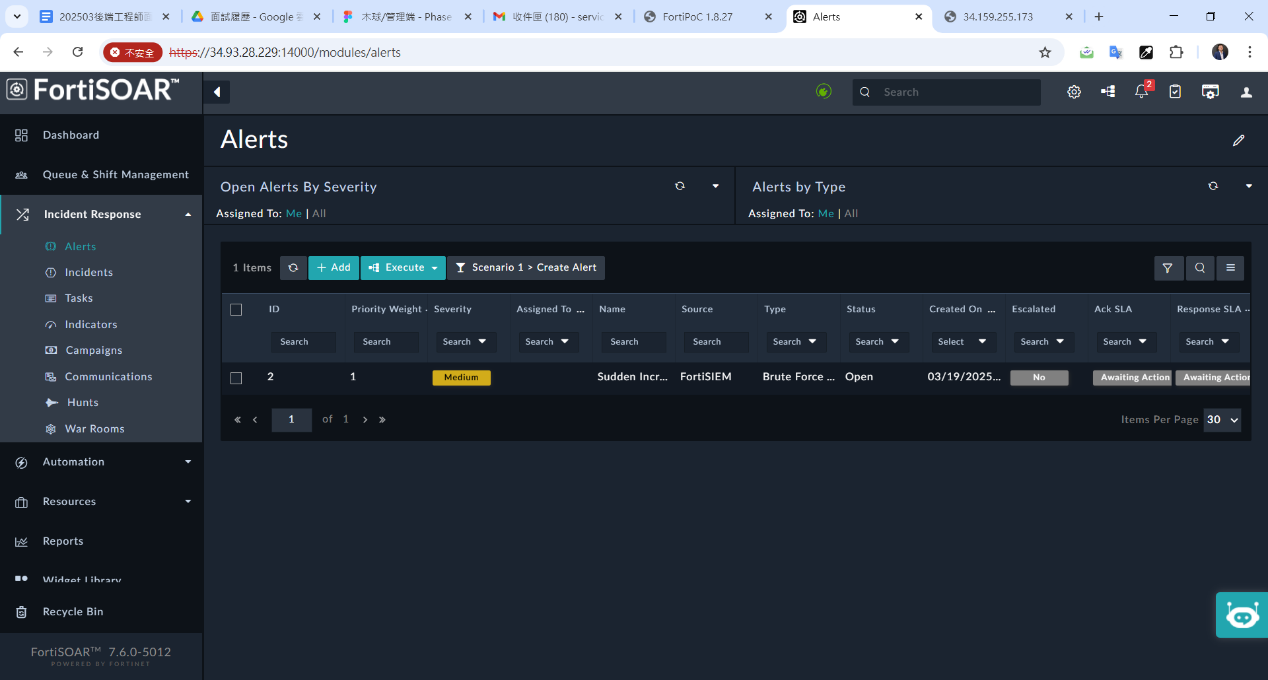 202503後端工程師面
面試履歷 - Google 雲
木球/管理端 - Phase
收件匣 (180) - servic
FortiPoC 1.8.27
Alerts
34.159.255.173
不安全
https://34.93.28.229:14000/modules/alerts
FortiSOAR™
Search
2
Dashboard
Queue & Shift Management
Incident Response
Alerts
Incidents
Tasks
Indicators
Campaigns
Communications
Hunts
War Rooms
Automation
Resources
Reports
Widget Library
Recycle Bin
FortiSOAR™ 7.6.0-5012
POWERED BY FORTINET
Alerts
Open Alerts By Severity
Assigned To: Me | All
Alerts by Type
Assigned To: Me | All
1 Items
+ Add
Execute
Scenario 1 > Create Alert
ID Priority Weight Severity Assigned To ... Name Source Type Status Created On ... Escalated Ack SLA Response SLA
Search Search Search Search Search Search Search Search Select Search Search Search
2 1 Medium Sudden Incr... FortiSIEM Brute Force ... Open 03/19/2025... No Awaiting Action Awaiting Action
« ‹ 1 of 1 › »
Items Per Page 30